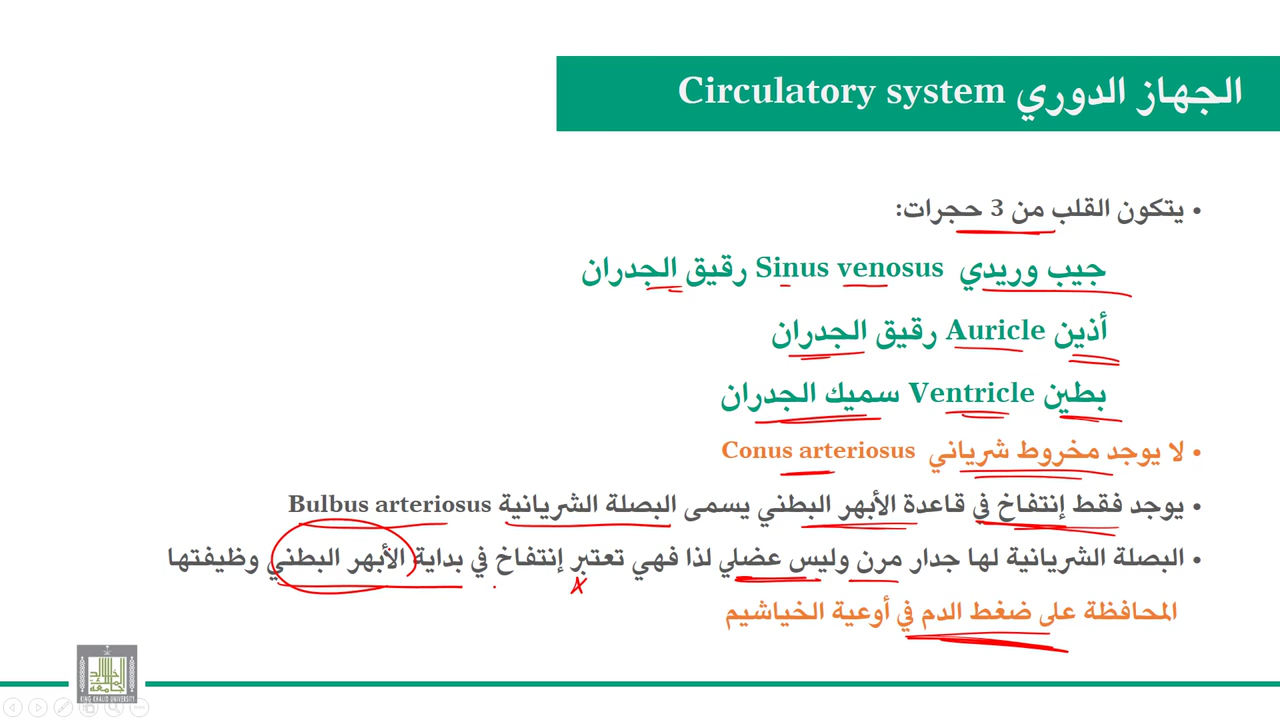 الجهاز الدوري Circulatory system
• يتكون القلب من 3 حجرات:
جيب وريدي Sinus venosus رقيق الجدران
أذين Auricle رقيق الجدران
بطين Ventricle سميك الجدران
• لا يوجد مخروط شرياني Conus arteriosus
• يوجد فقط إنتفاخ في قاعدة الأبهر البطني يسمى البصلة الشريانية Bulbus arteriosus
• البصلة الشريانية لها جدار مرن وليس عضلي لذا فهي تعتبر إنتفاخ في بداية الأبهر البطني وظيفتها
المحافظة على ضغط الدم في أوعية الخياشيم
KING KHALID UNIVERSITY